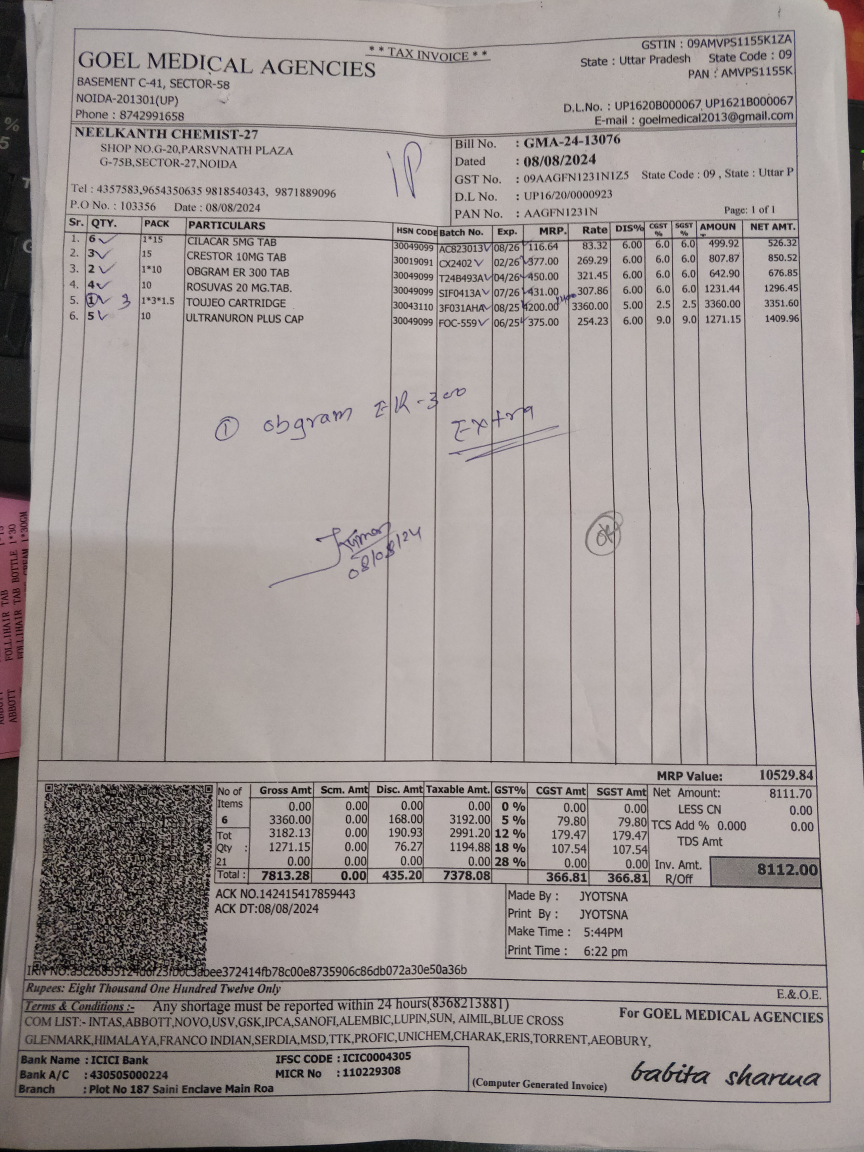 * * TAX INVOICE * *
GOEL MEDICAL AGENCIES
BASEMENT C-41, SECTOR-58
NOIDA-201301(UP)
Phone : 8742991658
GSTIN : 09AMVPS1155K1ZA
State : Uttar Pradesh State Code : 09
PAN : AMVPS1155K
D.L.No. : UP1620B000067, UP1621B000067
E-mail : goelmedical2013@gmail.com
NEELKANTH CHEMIST-27
SHOP NO.G-20,PARSVNATH PLAZA
G-75B,SECTOR-27,NOIDA
Tel : 4357583,9654350635 9818540343, 9871889096
P.O No. : 103356 Date : 08/08/2024
IP
Bill No. : GMA-24-13076
Dated : 08/08/2024
GST No. : 09AAGFN1231N1Z5 State Code : 09 , State : Uttar P
D.L No. : UP16/20/0000923
PAN No. : AAGFN1231N Page: 1 of 1
Sr. QTY. PACK PARTICULARS HSN CODE Batch No. Exp. MRP. Rate DIS% CGST % SGST % AMOUN NET AMT.
1. 6 1*15 CILACAR 5MG TAB 30049099 AC823013 08/26 116.64 83.32 6.00 6.0 6.0 499.92 526.32
2. 3 15 CRESTOR 10MG TAB 30019091 CX2402 02/26 377.00 269.29 6.00 6.0 6.0 807.87 850.52
3. 2 1*10 OBGRAM ER 300 TAB 30049099 T24B493A 04/26 450.00 321.45 6.00 6.0 6.0 642.90 676.85
4. 4 10 ROSUVAS 20 MG.TAB. 30049099 SIF0413A 07/26 431.00 307.86 6.00 6.0 6.0 1231.44 1296.45
5. 1 3 1*3*1.5 TOUJEO CARTRIDGE 30043110 3F031AHA 08/25 4200.00 3360.00 5.00 2.5 2.5 3360.00 3351.60
6. 5 10 ULTRANURON PLUS CAP 30049099 FOC-559 06/25 375.00 254.23 6.00 9.0 9.0 1271.15 1409.96
① obgram ER-300
Extra
08/08/24
MRP Value: 10529.84
No of Items Gross Amt Scm. Amt Disc. Amt Taxable Amt. GST% CGST Amt SGST Amt Net Amount: 8111.70
0.00 0.00 0.00 0.00 0 % 0.00 0.00 LESS CN 0.00
6 3360.00 0.00 168.00 3192.00 5 % 79.80 79.80 TCS Add % 0.000 0.00
Tot 3182.13 0.00 190.93 2991.20 12 % 179.47 179.47 TDS Amt
Qty : 1271.15 0.00 76.27 1194.88 18 % 107.54 107.54
21 0.00 0.00 0.00 0.00 28 % 0.00 0.00 Inv. Amt. 8112.00
Total : 7813.28 0.00 435.20 7378.08 366.81 366.81 R/Off
ACK NO.142415417859443
ACK DT:08/08/2024
Made By : JYOTSNA
Print By : JYOTSNA
Make Time : 5:44PM
Print Time : 6:22 pm
Rupees: Eight Thousand One Hundred Twelve Only
E.& O.E.
Terms & Conditions :- Any shortage must be reported within 24 hours(8368213881)
COM LIST:- INTAS,ABBOTT,NOVO,USV,GSK,IPCA,SANOFI,ALEMBIC,LUPIN,SUN, AIMIL,BLUE CROSS
GLENMARK,HIMALAYA,FRANCO INDIAN,SERDIA,MSD,TTK,PROFIC,UNICHEM,CHARAK,ERIS,TORRENT,AEOBURY,
For GOEL MEDICAL AGENCIES
Bank Name : ICICI Bank IFSC CODE : ICIC0004305
Bank A/C : 430505000224 MICR No : 110229308
Branch : Plot No 187 Saini Enclave Main Roa
(Computer Generated Invoice)
babita sharma
FOLLIHAIR TAB
FOLLIHAIR TAB BOTTLE 1*30
ABBOTT